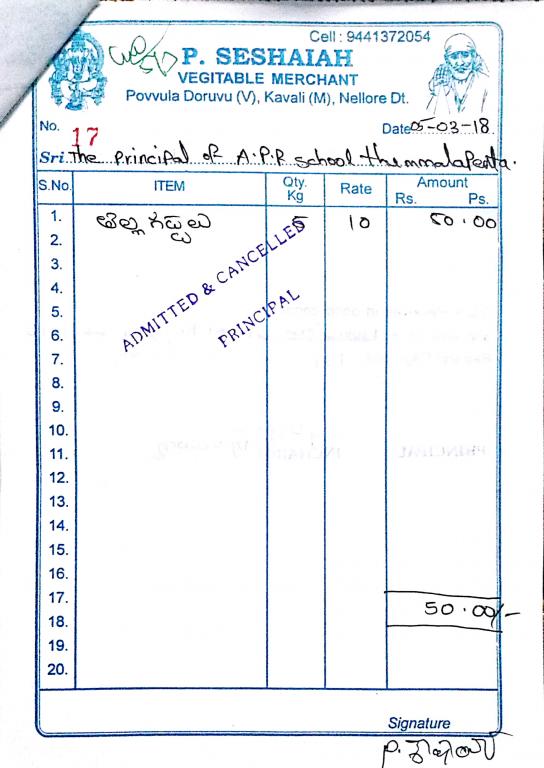 Cell : 9441372054
P. SESHAIAH
VEGITABLE MERCHANT
Povvula Doruvu (V), Kavali (M), Nellore Dt.
No. 17 Date 05-03-18.
Sri. The Principal of A.P.R school thummalapenta.
S.No. ITEM Qty. Kg Rate Amount Rs. Ps.
1. తెల్ల గడ్డలు 5 10 50.00
2.
3.
4.
5.
6.
7.
8.
9.
10.
11.
12.
13.
14.
15.
16.
17.
18. 50.00/-
19.
20.
ADMITTED & CANCELLED
PRINCIPAL
Signature